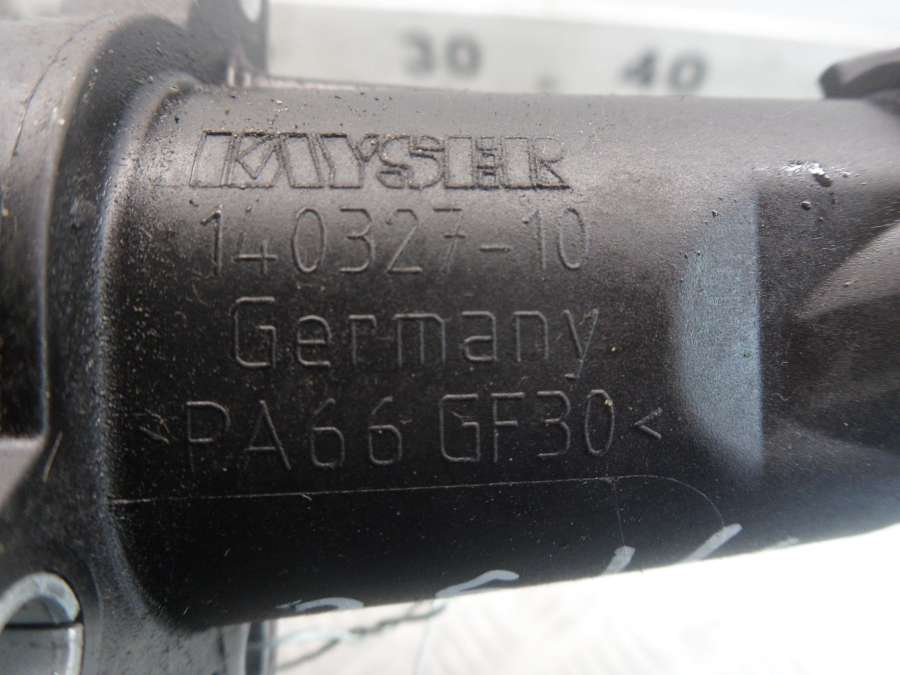 30 40
KAYSER
140327-10
Germany
>PA66 GF30<